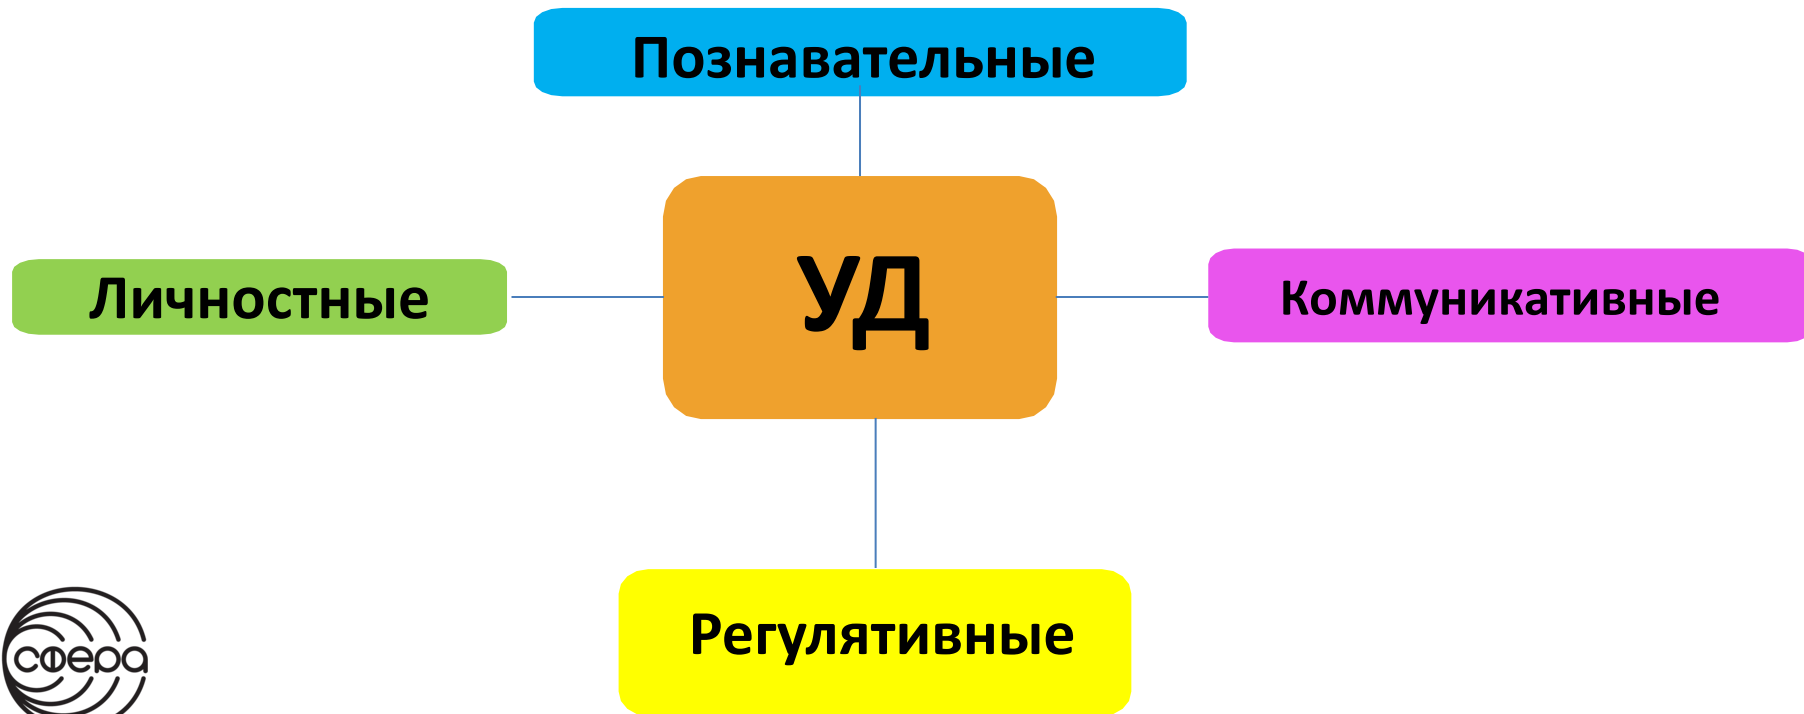 Познавательные
Личностные
УД
Коммуникативные
Регулятивные
сфера